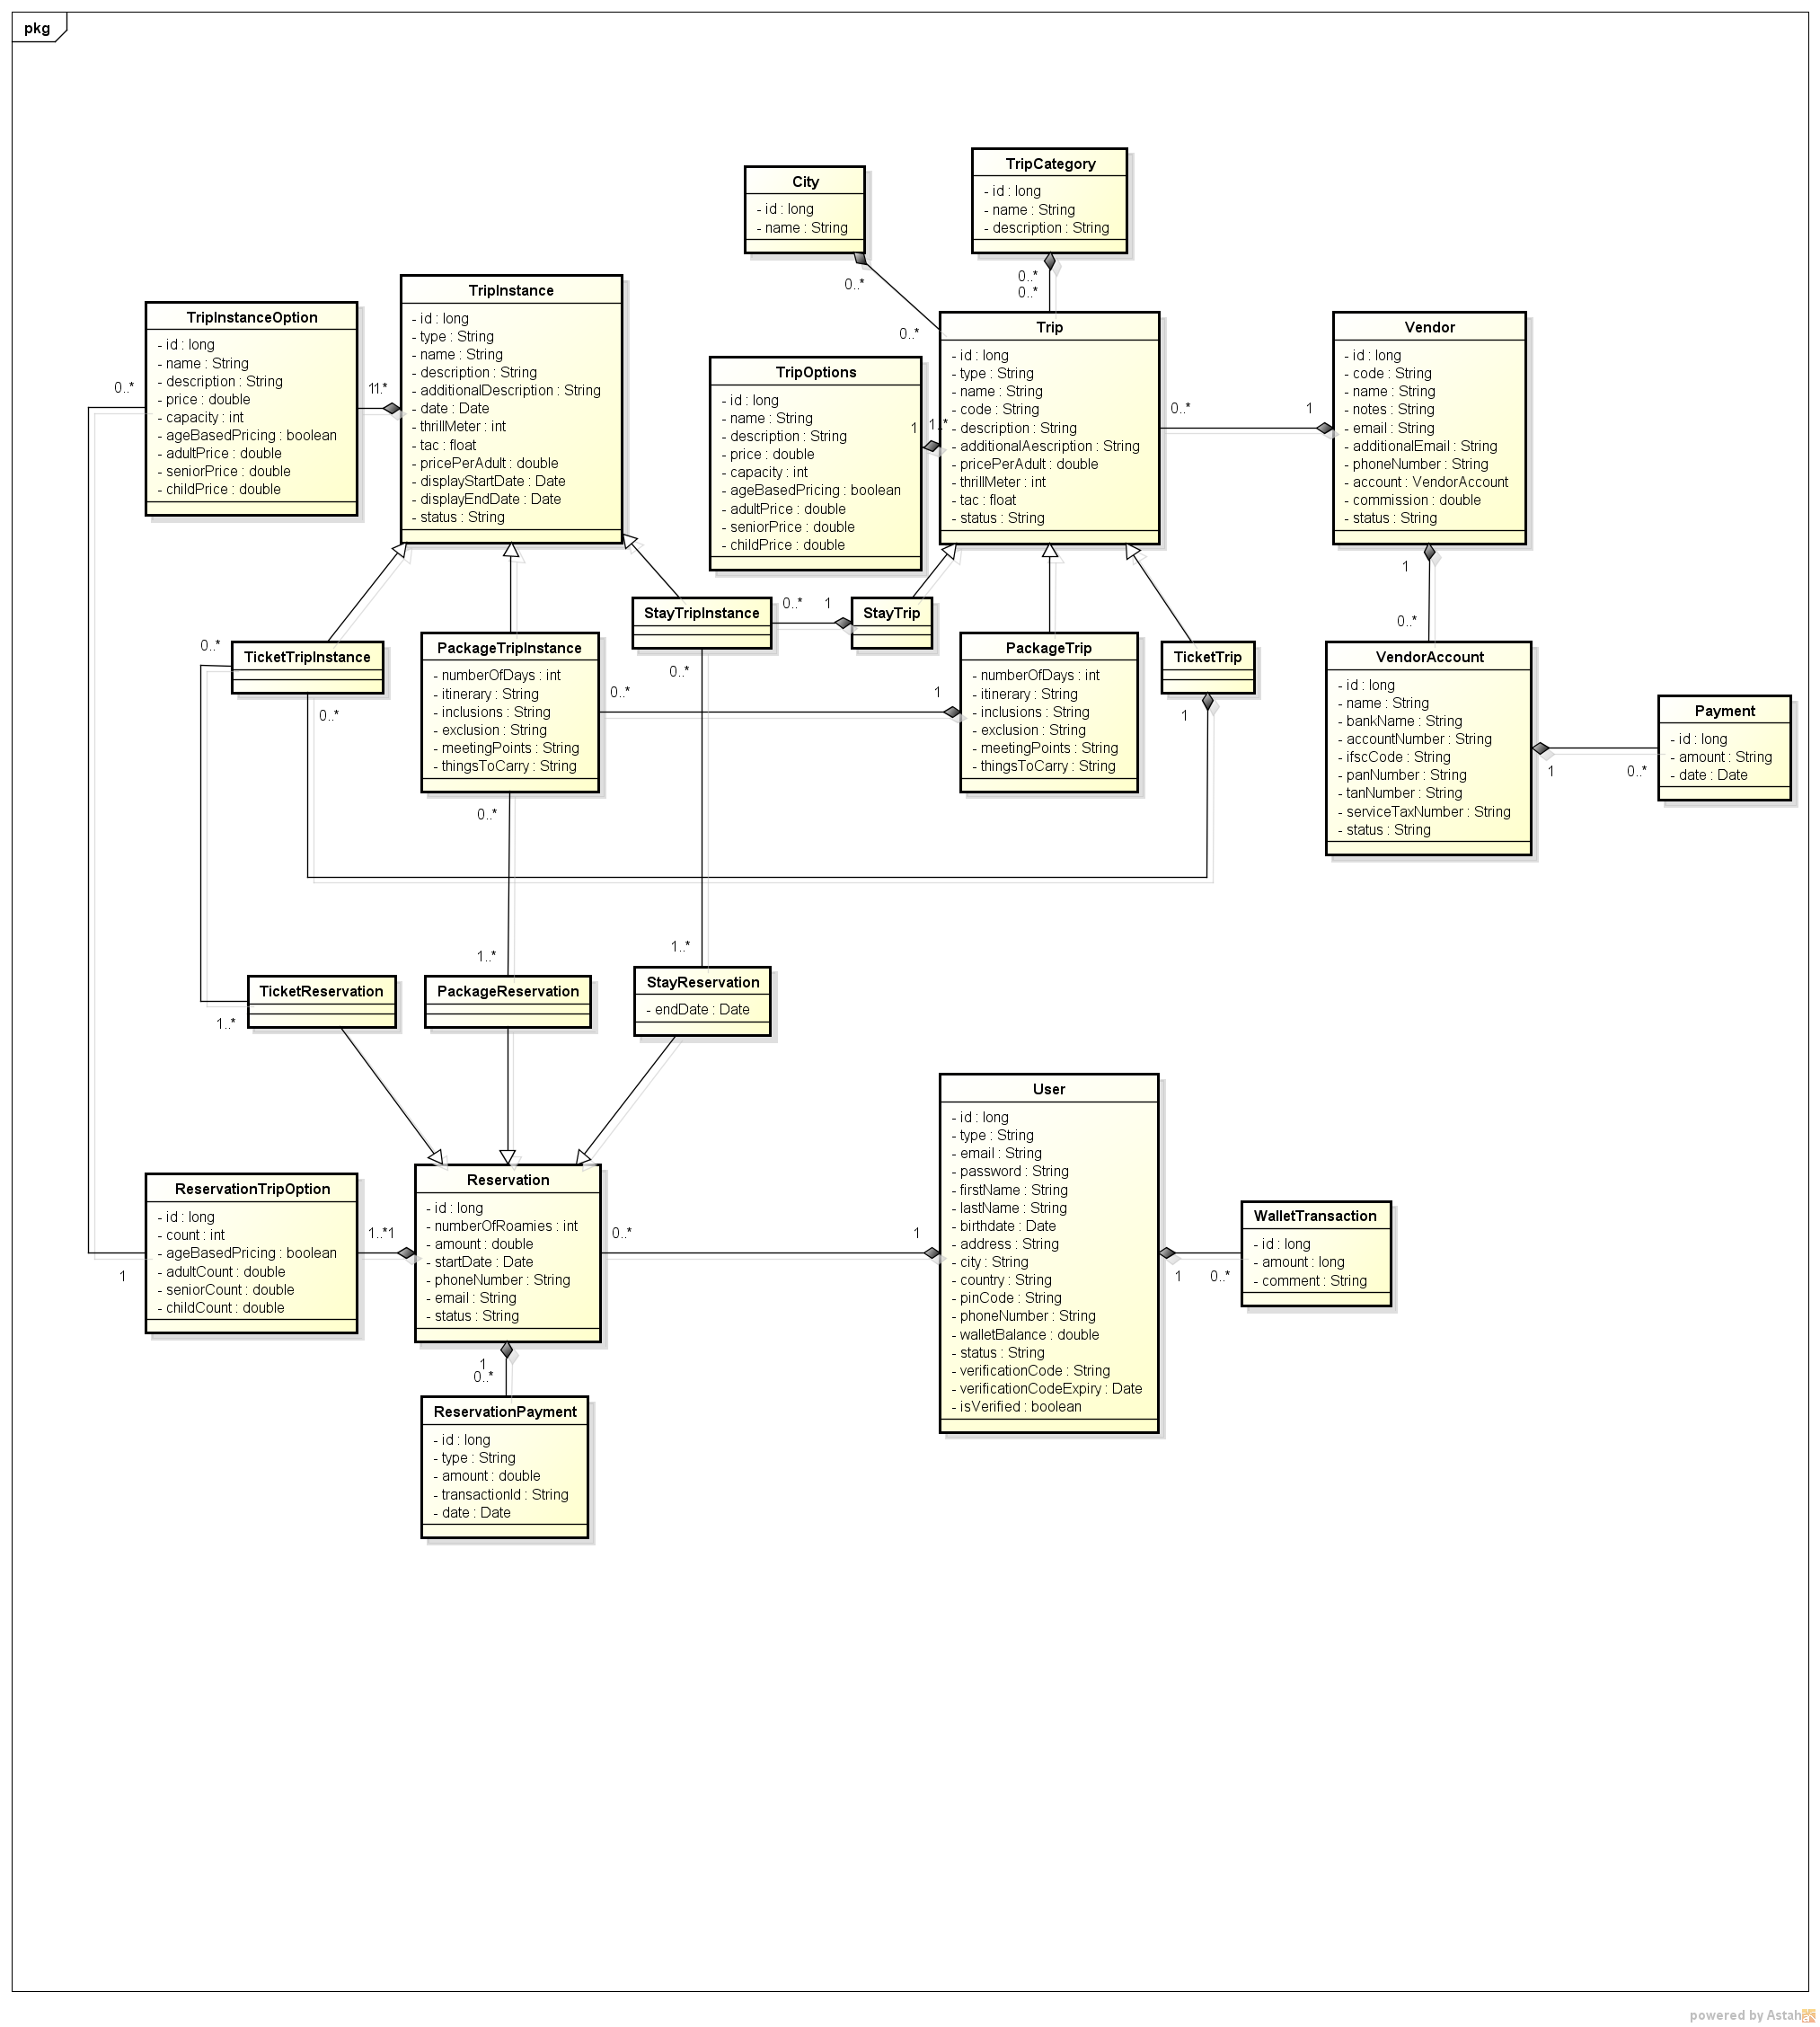 pkg
City
- id : long
- name : String
0..*
0..*
TripCategory
- id : long
- name : String
- description : String
0..*
0..*
TripInstanceOption
- id : long
- name : String
- description : String
- price : double
- capacity : int
- ageBasedPricing : boolean
- adultPrice : double
- seniorPrice : double
- childPrice : double
0..*
11.*
TripInstance
- id : long
- type : String
- name : String
- description : String
- additionalDescription : String
- date : Date
- thrillMeter : int
- tac : float
- pricePerAdult : double
- displayStartDate : Date
- displayEndDate : Date
- status : String
TripOptions
- id : long
- name : String
- description : String
- price : double
- capacity : int
- ageBasedPricing : boolean
- adultPrice : double
- seniorPrice : double
- childPrice : double
1
1..*
Trip
- id : long
- type : String
- name : String
- code : String
- description : String
- additionalAescription : String
- pricePerAdult : double
- thrillMeter : int
- tac : float
- status : String
0..*
1
Vendor
- id : long
- code : String
- name : String
- notes : String
- email : String
- additionalEmail : String
- phoneNumber : String
- account : VendorAccount
- commission : double
- status : String
1
0..*
StayTripInstance
0..*
1
StayTrip
0..*
TicketTripInstance
0..*
0..*
PackageTripInstance
- numberOfDays : int
- itinerary : String
- inclusions : String
- exclusion : String
- meetingPoints : String
- thingsToCarry : String
0..*
1
PackageTrip
- numberOfDays : int
- itinerary : String
- inclusions : String
- exclusion : String
- meetingPoints : String
- thingsToCarry : String
TicketTrip
1
VendorAccount
- id : long
- name : String
- bankName : String
- accountNumber : String
- ifscCode : String
- panNumber : String
- tanNumber : String
- serviceTaxNumber : String
- status : String
1
0..*
Payment
- id : long
- amount : String
- date : Date
0..*
1..*
1..*
TicketReservation
1..*
PackageReservation
StayReservation
- endDate : Date
ReservationTripOption
- id : long
- count : int
- ageBasedPricing : boolean
- adultCount : double
- seniorCount : double
- childCount : double
1
1..*1
Reservation
- id : long
- numberOfRoamies : int
- amount : double
- startDate : Date
- phoneNumber : String
- email : String
- status : String
0..*
1
User
- id : long
- type : String
- email : String
- password : String
- firstName : String
- lastName : String
- birthdate : Date
- address : String
- city : String
- country : String
- pinCode : String
- phoneNumber : String
- walletBalance : double
- status : String
- verificationCode : String
- verificationCodeExpiry : Date
- isVerified : boolean
1
0..*
WalletTransaction
- id : long
- amount : long
- comment : String
1
0..*
ReservationPayment
- id : long
- type : String
- amount : double
- transactionId : String
- date : Date
powered by Astah